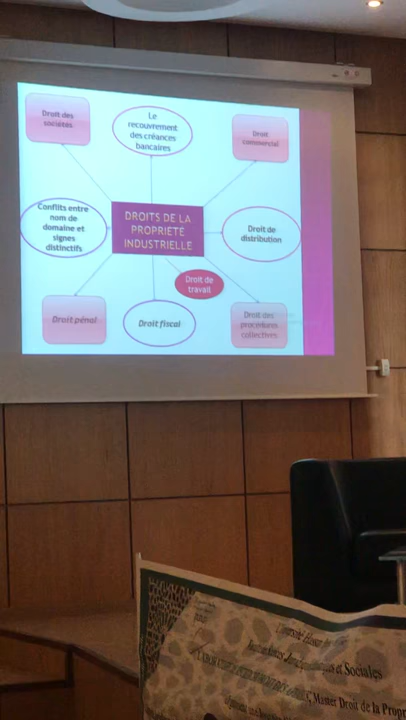 Droit des
sociétés.
Le
recouvrement
des créances
bancaires
Droit
commercial
Conflits entre
nom de
domaine et
signes
distinctifs
DROITS DE LA
PROPRIETE
INDUSTRIELLE
Droit de
distribution
Droit de
travail
Droit pénal
Droit fiscal
Droit des
procédures
collectives
et Sociales
Master Droit de la Propr